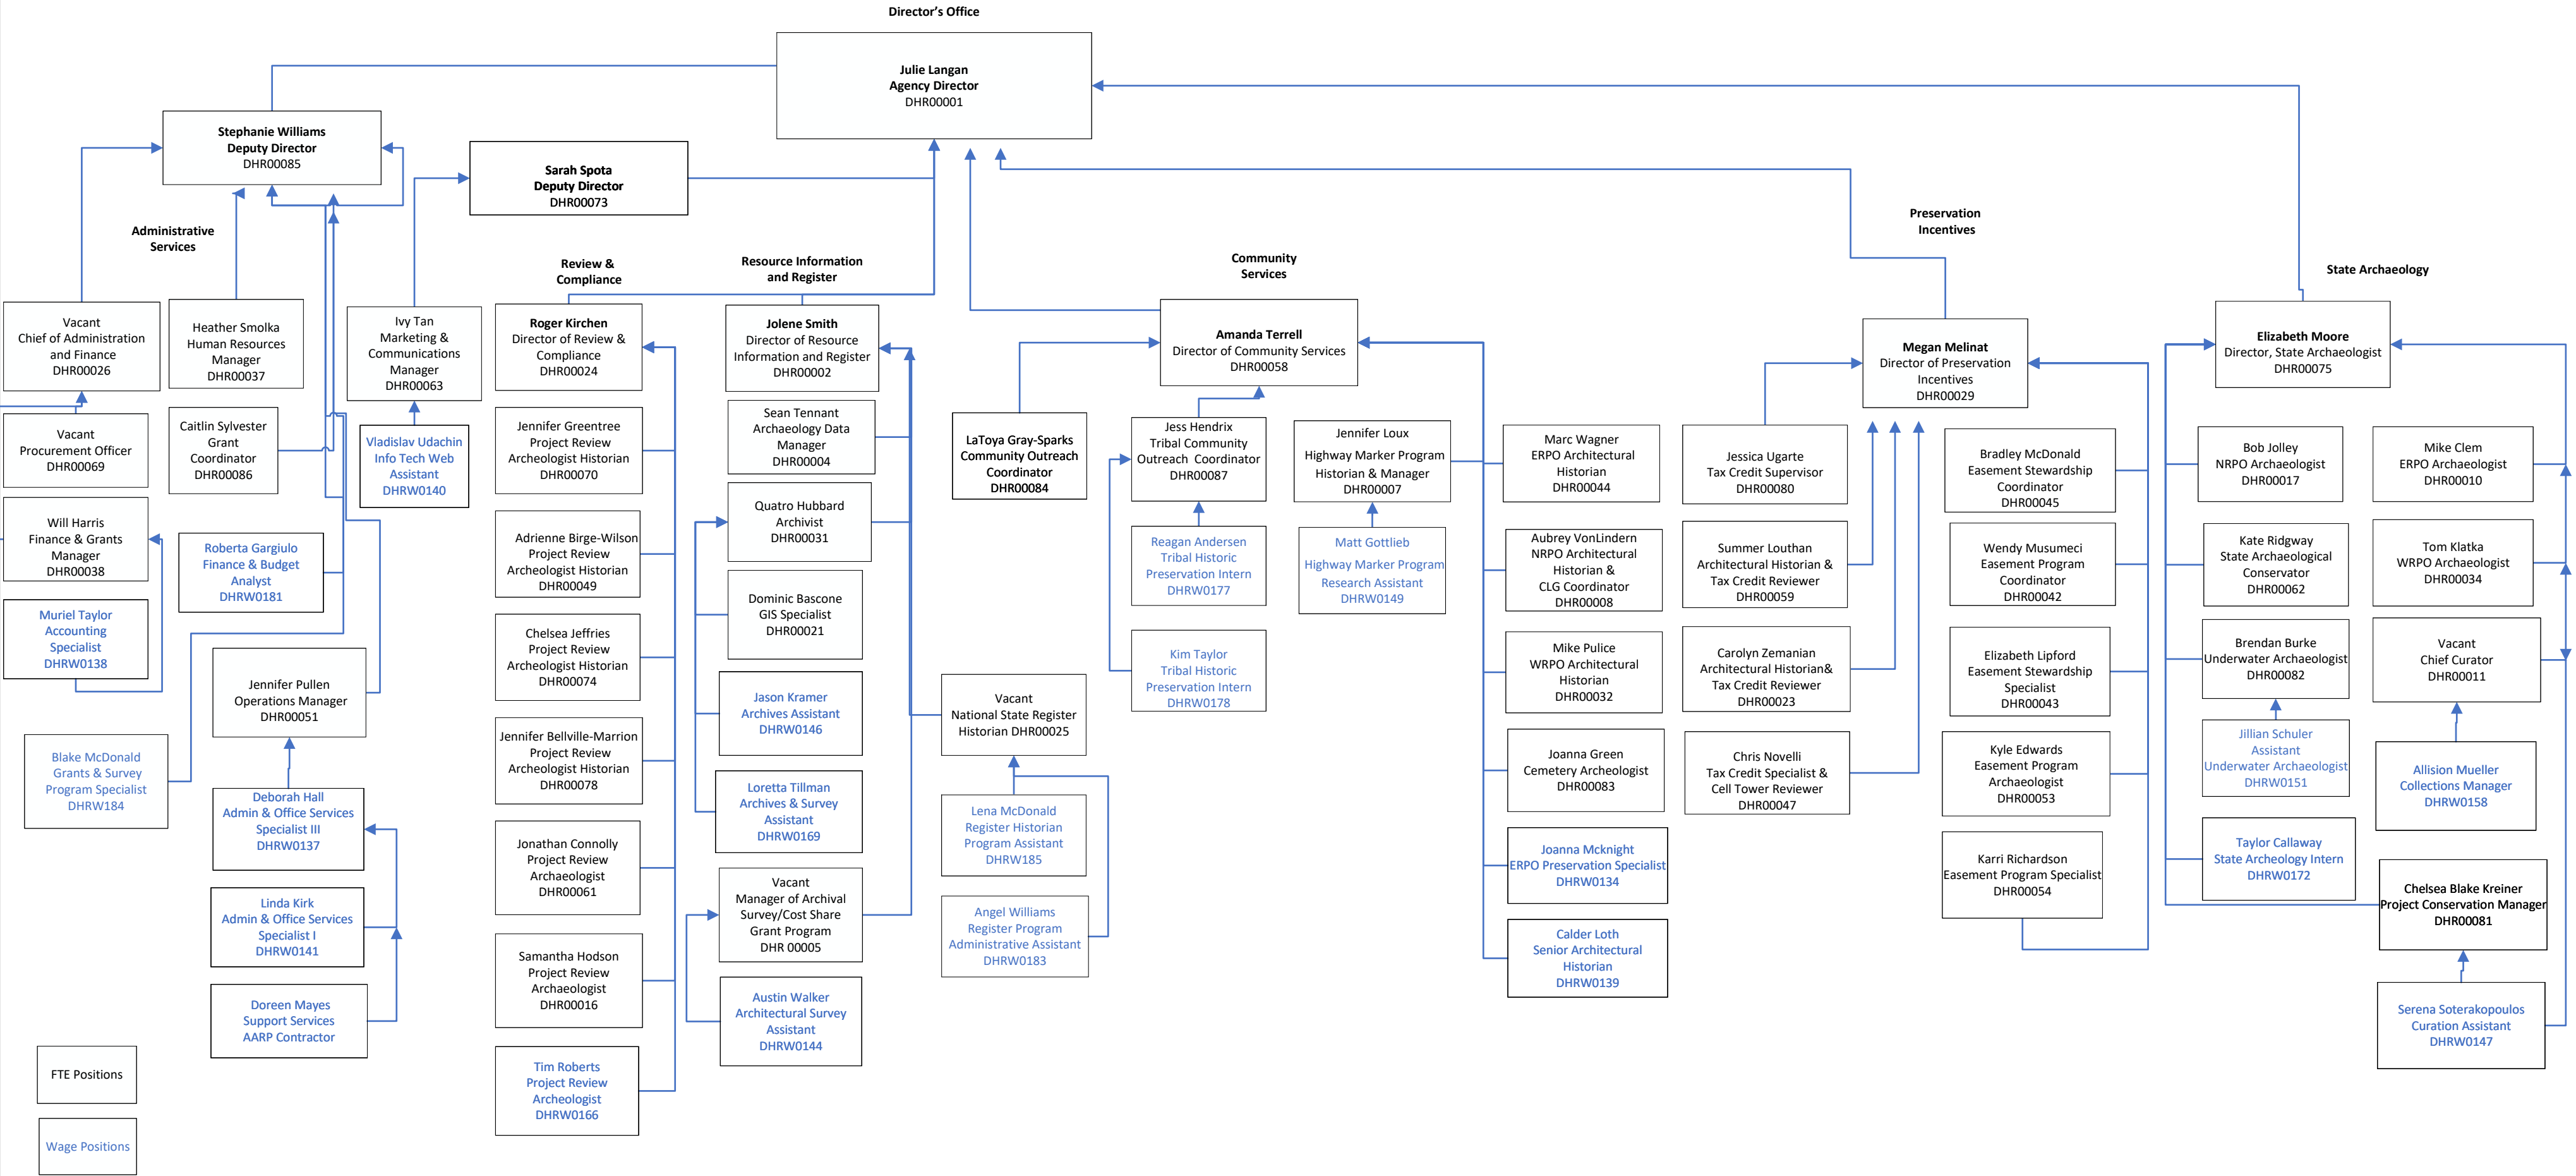 Director's Office
Julie Langan
Agency Director
DHR00001
Stephanie Williams
Deputy Director
DHR00085
Sarah Spota
Deputy Director
DHR00073
Administrative
Services
Vacant
Chief of Administration
and Finance
DHR00026
Heather Smolka
Human Resources
Manager
DHR00037
Ivy Tan
Marketing &
Communications
Manager
DHR00063
Vacant
Procurement Officer
DHR00069
Caitlin Sylvester
Grant
Coordinator
DHR00086
Vladislav Udachin
Info Tech Web
Assistant
DHRW0140
Will Harris
Finance & Grants
Manager
DHR00038
Roberta Gargiulo
Finance & Budget
Analyst
DHRW0181
Muriel Taylor
Accounting
Specialist
DHRW0138
Jennifer Pullen
Operations Manager
DHR00051
Blake McDonald
Grants & Survey
Program Specialist
DHRW184
Deborah Hall
Admin & Office Services
Specialist III
DHRW0137
Linda Kirk
Admin & Office Services
Specialist I
DHRW0141
Doreen Mayes
Support Services
AARP Contractor
FTE Positions
Wage Positions
Review &
Compliance
Roger Kirchen
Director of Review &
Compliance
DHR00024
Jennifer Greentree
Project Review
Archeologist Historian
DHR00070
Adrienne Birge-Wilson
Project Review
Archeologist Historian
DHR00049
Chelsea Jeffries
Project Review
Archeologist Historian
DHR00074
Jennifer Bellville-Marrion
Project Review
Archeologist Historian
DHR00078
Jonathan Connolly
Project Review
Archaeologist
DHR00061
Samantha Hodson
Project Review
Archaeologist
DHR00016
Tim Roberts
Project Review
Archeologist
DHRW0166
Resource Information
and Register
Jolene Smith
Director of Resource
Information and Register
DHR00002
Sean Tennant
Archaeology Data
Manager
DHR00004
Quatro Hubbard
Archivist
DHR00031
Dominic Bascone
GIS Specialist
DHR00021
Jason Kramer
Archives Assistant
DHRW0146
Loretta Tillman
Archives & Survey
Assistant
DHRW0169
Vacant
Manager of Archival
Survey/Cost Share
Grant Program
DHR 00005
Austin Walker
Architectural Survey
Assistant
DHRW0144
Vacant
National State Register
Historian DHR00025
Lena McDonald
Register Historian
Program Assistant
DHRW185
Angel Williams
Register Program
Administrative Assistant
DHRW0183
Community
Services
Amanda Terrell
Director of Community Services
DHR00058
LaToya Gray-Sparks
Community Outreach
Coordinator
DHR00084
Jess Hendrix
Tribal Community
Outreach Coordinator
DHR00087
Reagan Andersen
Tribal Historic
Preservation Intern
DHRW0177
Kim Taylor
Tribal Historic
Preservation Intern
DHRW0178
Jennifer Loux
Highway Marker Program
Historian & Manager
DHR00007
Matt Gottlieb
Highway Marker Program
Research Assistant
DHRW0149
Marc Wagner
ERPO Architectural
Historian
DHR00044
Aubrey VonLindern
NRPO Architectural
Historian &
CLG Coordinator
DHR00008
Mike Pulice
WRPO Architectural
Historian
DHR00032
Joanna Green
Cemetery Archeologist
DHR00083
Joanna Mcknight
ERPO Preservation Specialist
DHRW0134
Calder Loth
Senior Architectural
Historian
DHRW0139
Preservation
Incentives
Megan Melinat
Director of Preservation
Incentives
DHR00029
Jessica Ugarte
Tax Credit Supervisor
DHR00080
Summer Louthan
Architectural Historian &
Tax Credit Reviewer
DHR00059
Carolyn Zemanian
Architectural Historian&
Tax Credit Reviewer
DHR00023
Chris Novelli
Tax Credit Specialist &
Cell Tower Reviewer
DHR00047
Bradley McDonald
Easement Stewardship
Coordinator
DHR00045
Wendy Musumeci
Easement Program
Coordinator
DHR00042
Elizabeth Lipford
Easement Stewardship
Specialist
DHR00043
Kyle Edwards
Easement Program
Archaeologist
DHR00053
Karri Richardson
Easement Program Specialist
DHR00054
State Archaeology
Elizabeth Moore
Director, State Archaeologist
DHR00075
Bob Jolley
NRPO Archaeologist
DHR00017
Kate Ridgway
State Archaeological
Conservator
DHR00062
Brendan Burke
Underwater Archaeologist
DHR00082
Jillian Schuler
Assistant
Underwater Archaeologist
DHRW0151
Taylor Callaway
State Archeology Intern
DHRW0172
Mike Clem
ERPO Archaeologist
DHR00010
Tom Klatka
WRPO Archaeologist
DHR00034
Vacant
Chief Curator
DHR00011
Allision Mueller
Collections Manager
DHRW0158
Chelsea Blake Kreiner
Project Conservation Manager
DHR00081
Serena Soterakopoulos
Curation Assistant
DHRW0147